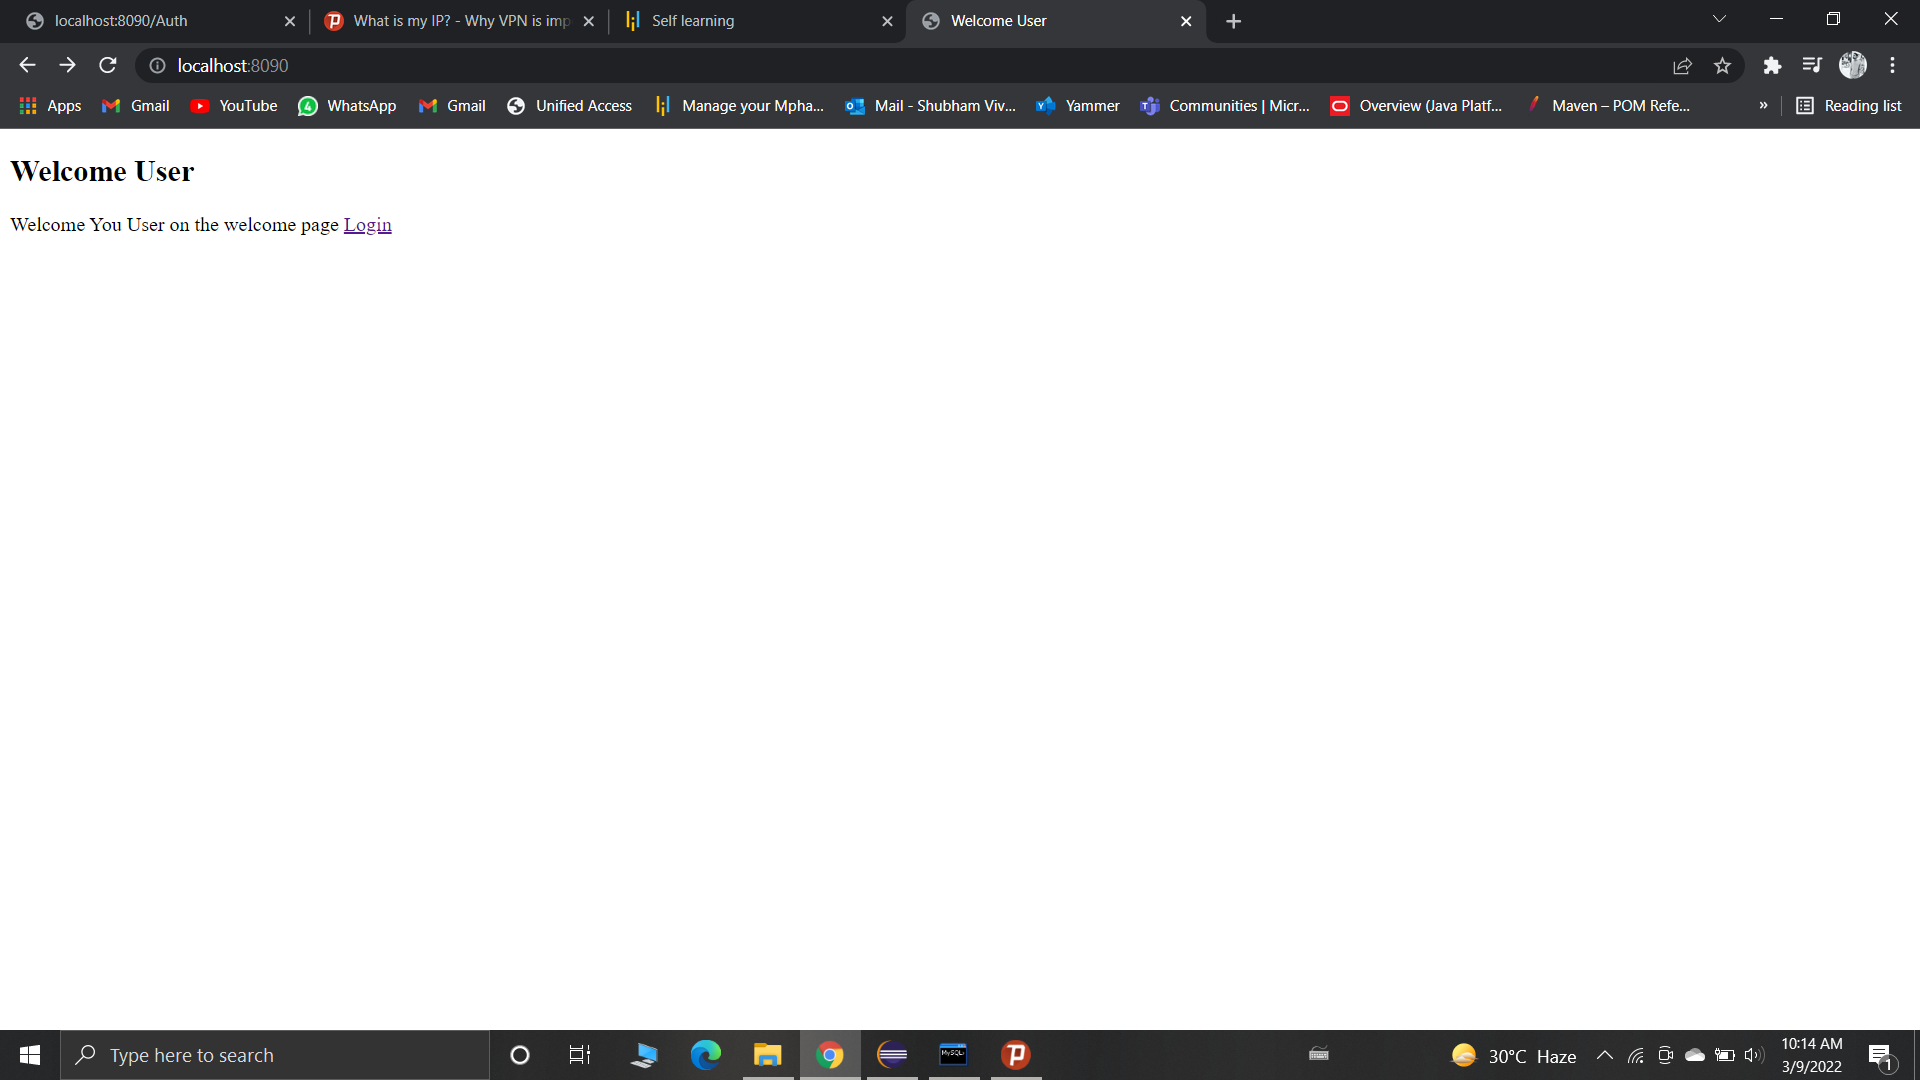 localhost:8090/Auth
What is my IP? - Why VPN is imp
Self learning
Welcome User
localhost:8090
Apps
Gmail
YouTube
WhatsApp
Gmail
Unified Access
Manage your Mpha...
Mail - Shubham Viv...
Yammer
Communities | Micr...
Overview (Java Platf...
Maven – POM Refe...
»
Reading list
Welcome User
Welcome You User on the welcome page Login
Type here to search
MySQL
30°C Haze
10:14 AM
3/9/2022
1